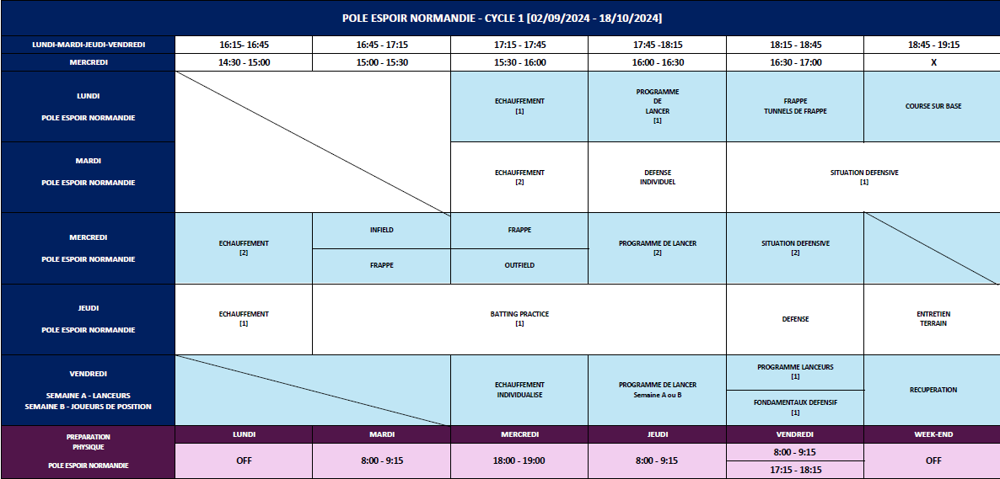 POLE ESPOIR NORMANDIE - CYCLE 1 [02/09/2024 - 18/10/2024]
LUNDI-MARDI-JEUDI-VENDREDI
16:15- 16:45
16:45 - 17:15
17:15 - 17:45
17:45 -18:15
18:15 - 18:45
18:45 - 19:15
MERCREDI
14:30 - 15:00
15:00 - 15:30
15:30 - 16:00
16:00 - 16:30
16:30 - 17:00
X
LUNDI
POLE ESPOIR NORMANDIE
ECHAUFFEMENT
[1]
PROGRAMME
DE
LANCER
[1]
FRAPPE
TUNNELS DE FRAPPE
COURSE SUR BASE
MARDI
POLE ESPOIR NORMANDIE
ECHAUFFEMENT
[2]
DEFENSE
INDIVIDUEL
SITUATION DEFENSIVE
[1]
MERCREDI
POLE ESPOIR NORMANDIE
ECHAUFFEMENT
[2]
INFIELD
FRAPPE
FRAPPE
OUTFIELD
PROGRAMME DE LANCER
[2]
SITUATION DEFENSIVE
[2]
JEUDI
POLE ESPOIR NORMANDIE
ECHAUFFEMENT
[1]
BATTING PRACTICE
[1]
DEFENSE
ENTRETIEN
TERRAIN
VENDREDI
SEMAINE A - LANCEURS
SEMAINE B - JOUEURS DE POSITION
ECHAUFFEMENT
INDIVIDUALISE
PROGRAMME DE LANCER
Semaine A ou B
PROGRAMME LANCEURS
[1]
FONDAMENTAUX DEFENSIF
[1]
RECUPERATION
PREPARATION
PHYSIQUE
POLE ESPOIR NORMANDIE
LUNDI
MARDI
MERCREDI
JEUDI
VENDREDI
WEEK-END
OFF
8:00 - 9:15
18:00 - 19:00
8:00 - 9:15
8:00 - 9:15
17:15 - 18:15
OFF